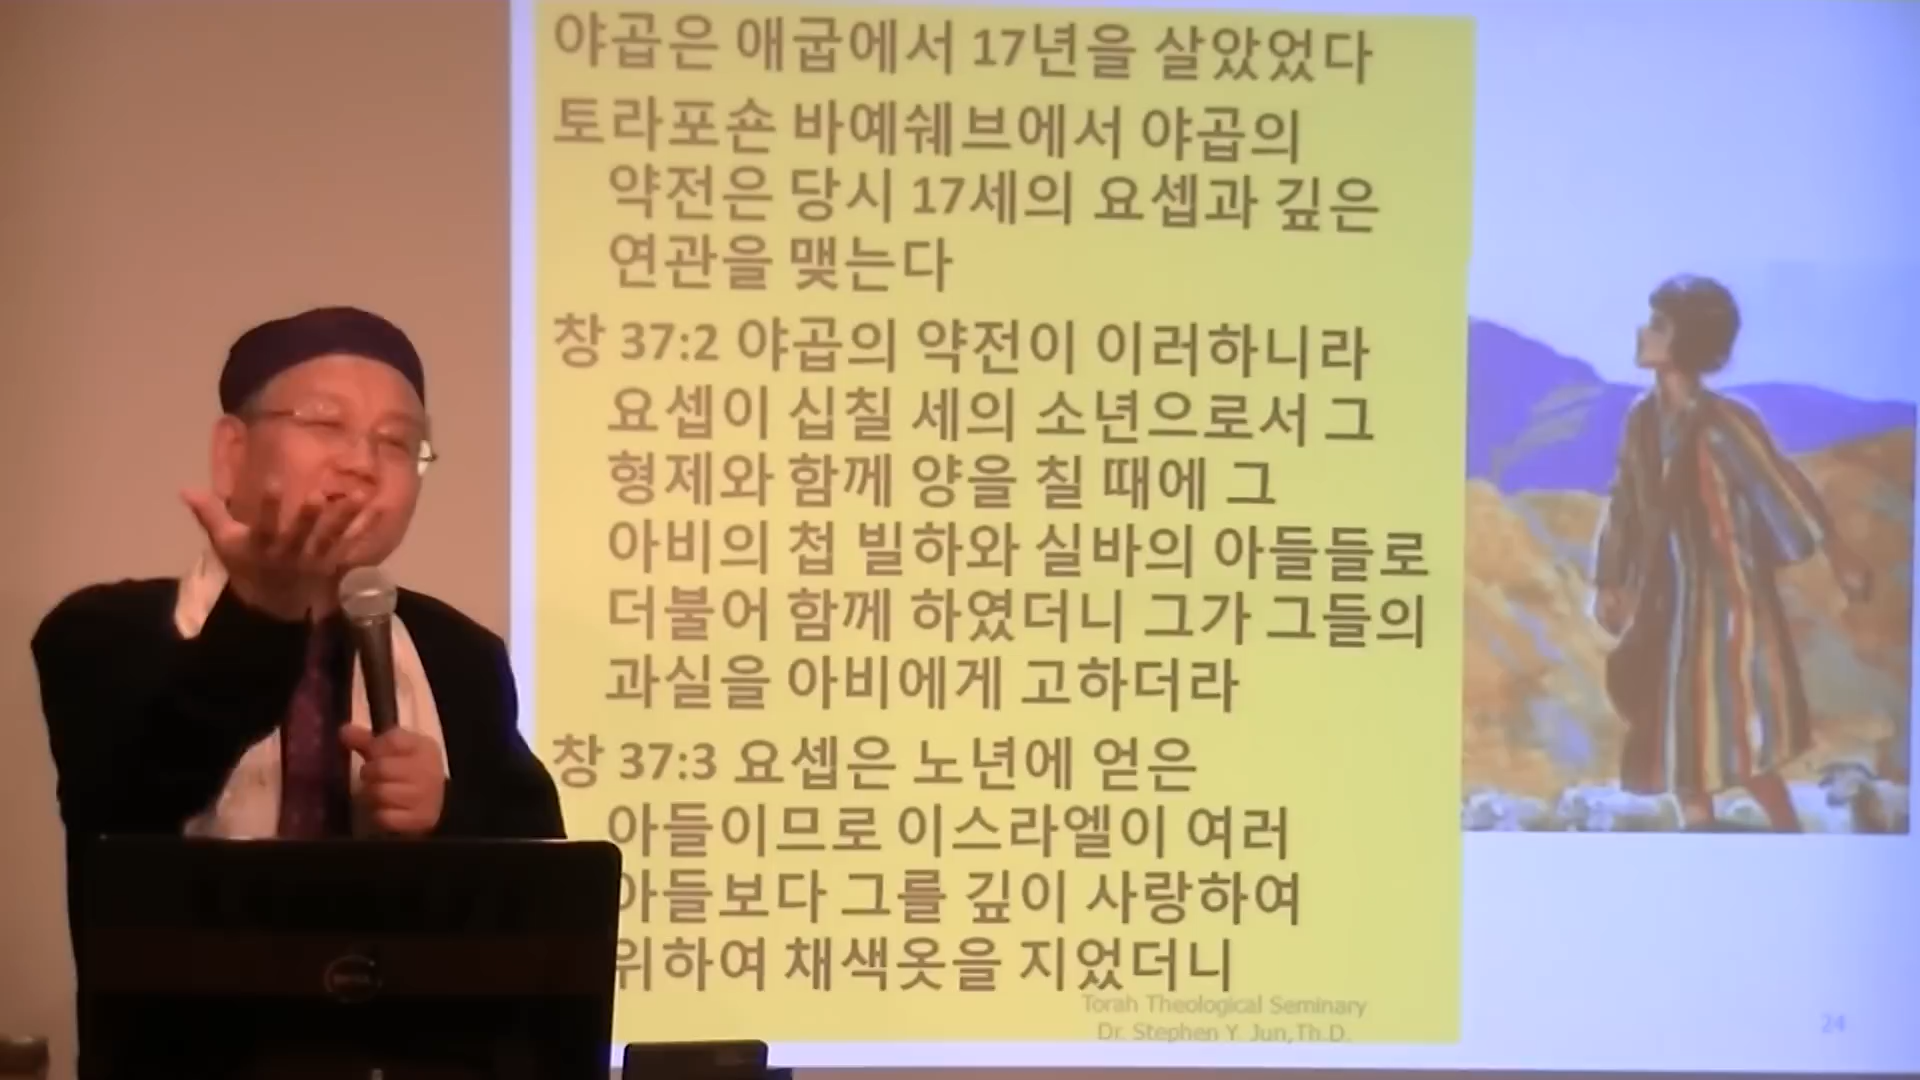 야곱은 애굽에서 17년을 살았었다
토라포숀 바예쉐브에서 야곱의
약전은 당시 17세의 요셉과 깊은
연관을 맺는다
창 37:2 야곱의 약전이 이러하니라
요셉이 십칠 세의 소년으로서 그
형제와 함께 양을 칠 때에 그
아비의 첩 빌하와 실바의 아들들로
더불어 함께 하였더니 그가 그들의
과실을 아비에게 고하더라
창 37:3 요셉은 노년에 얻은
아들이므로 이스라엘이 여러
아들보다 그를 깊이 사랑하여
위하여 채색옷을 지었더니
Torah Theological Seminary
Dr. Stephen Y. Jun,Th.D.
24
DELL